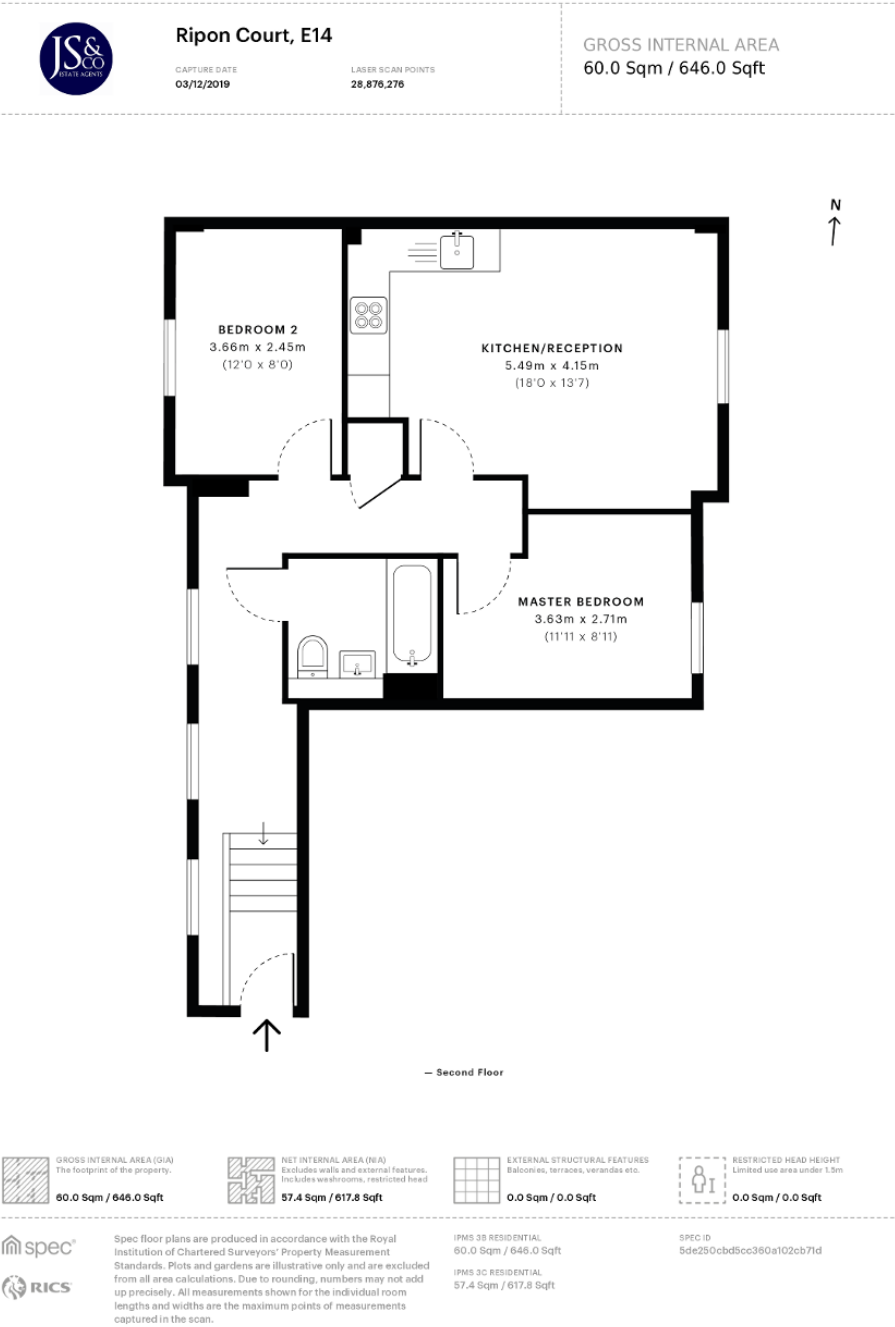 JS&
CO
ESTATE AGENTS
Ripon Court, E14
CAPTURE DATE
03/12/2019
LASER SCAN POINTS
28,876,276
GROSS INTERNAL AREA
60.0 Sqm / 646.0 Sqft
N
BEDROOM 2
3.66m x 2.45m
(12'0 x 8'0)
KITCHEN/RECEPTION
5.49m x 4.15m
(18'0 x 13'7)
MASTER BEDROOM
3.63m x 2.71m
(11'11 x 8'11)
— Second Floor
GROSS INTERNAL AREA (GIA)
The footprint of the property.
60.0 Sqm / 646.0 Sqft
NET INTERNAL AREA (NIA)
Excludes walls and external features.
Includes washrooms, restricted head
57.4 Sqm / 617.8 Sqft
EXTERNAL STRUCTURAL FEATURES
Balconies, terraces, verandas etc.
0.0 Sqm / 0.0 Sqft
RESTRICTED HEAD HEIGHT
Limited use area under 1.5m
0.0 Sqm / 0.0 Sqft
spec®
RICS
Spec floor plans are produced in accordance with the Royal
Institution of Chartered Surveyors' Property Measurement
Standards. Plots and gardens are illustrative only and are excluded
from all area calculations. Due to rounding, numbers may not add
up precisely. All measurements shown for the individual room
lengths and widths are the maximum points of measurements
captured in the scan.
IPMS 3B RESIDENTIAL
60.0 Sqm / 646.0 Sqft
IPMS 3C RESIDENTIAL
57.4 Sqm / 617.8 Sqft
SPEC ID
5de250cbd5cc360a102cb71d